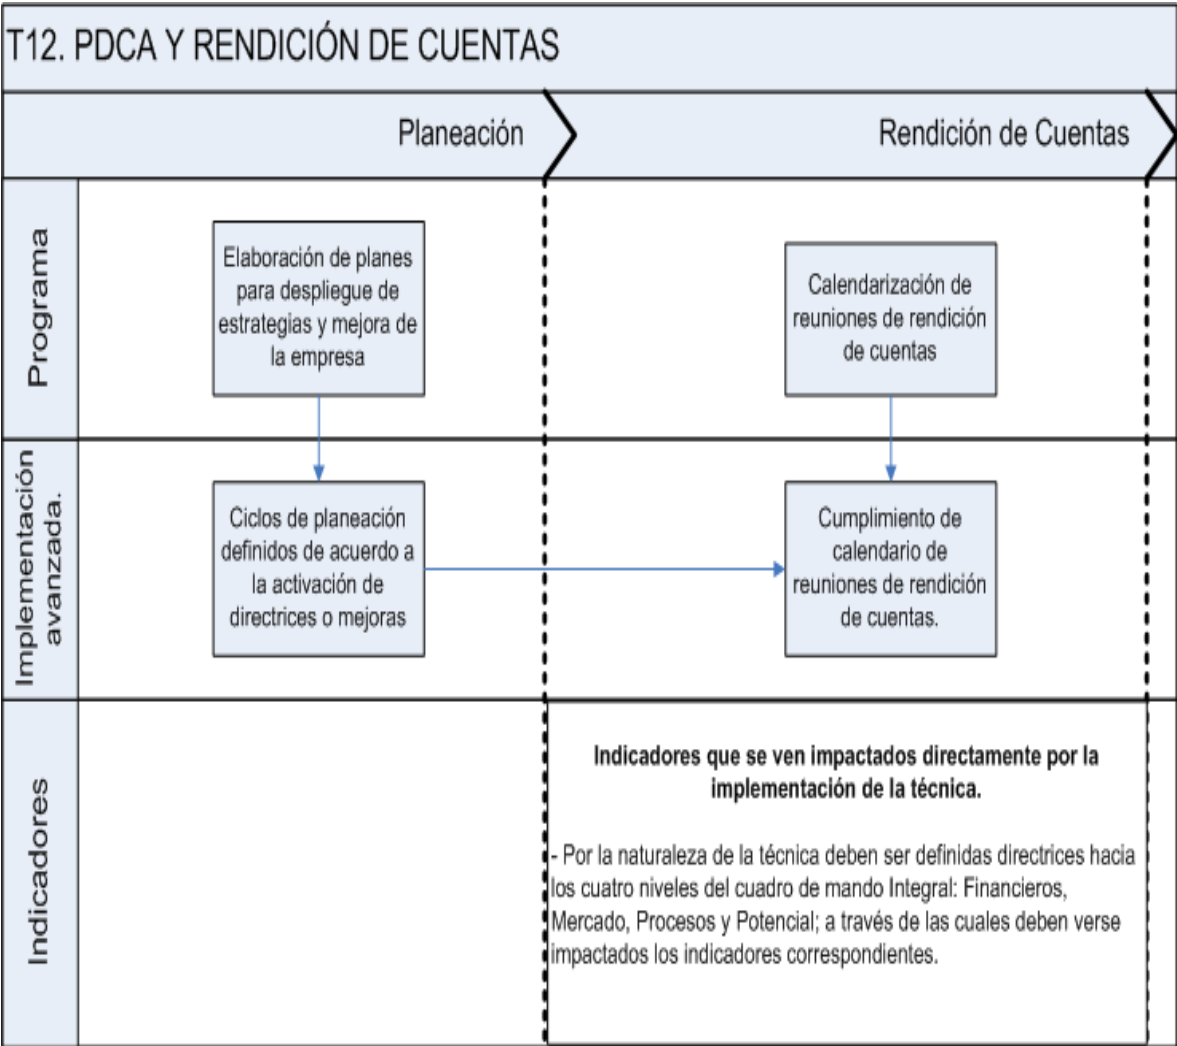 T12. PDCA Y RENDICIÓN DE CUENTAS
Planeación
Rendición de Cuentas
Programa
Elaboración de planes
para despliegue de
estrategias y mejora de
la empresa
Calendarización de
reuniones de rendición
de cuentas
Implementación
avanzada.
Ciclos de planeación
definidos de acuerdo a
la activación de
directrices o mejoras
Cumplimiento de
calendario de
reuniones de rendición
de cuentas.
Indicadores
Indicadores que se ven impactados directamente por la
implementación de la técnica.
- Por la naturaleza de la técnica deben ser definidas directrices hacia
los cuatro niveles del cuadro de mando Integral: Financieros,
Mercado, Procesos y Potencial; a través de las cuales deben verse
impactados los indicadores correspondientes.